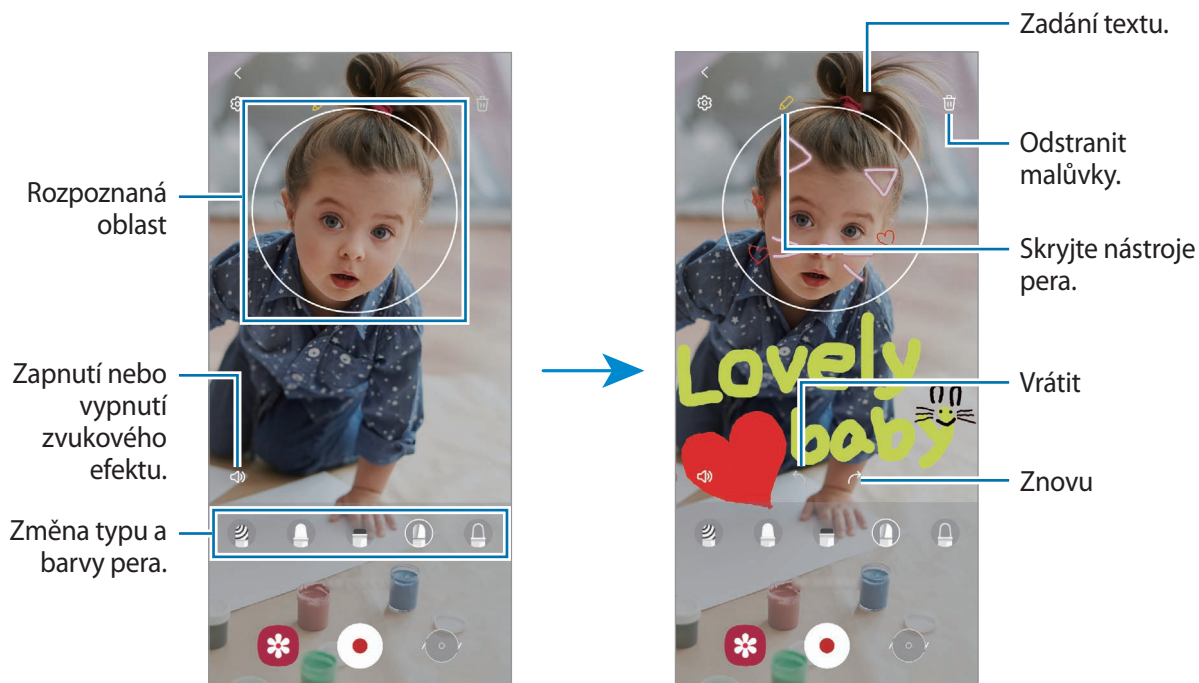 Rozpoznaná
oblast
Zapnutí nebo
vypnutí
zvukového
efektu.
Změna typu a
barvy pera.
Zadání textu.
Odstranit
malůvky.
Skryjte nástroje
pera.
Lovely
baby
Vrátit
Znovu